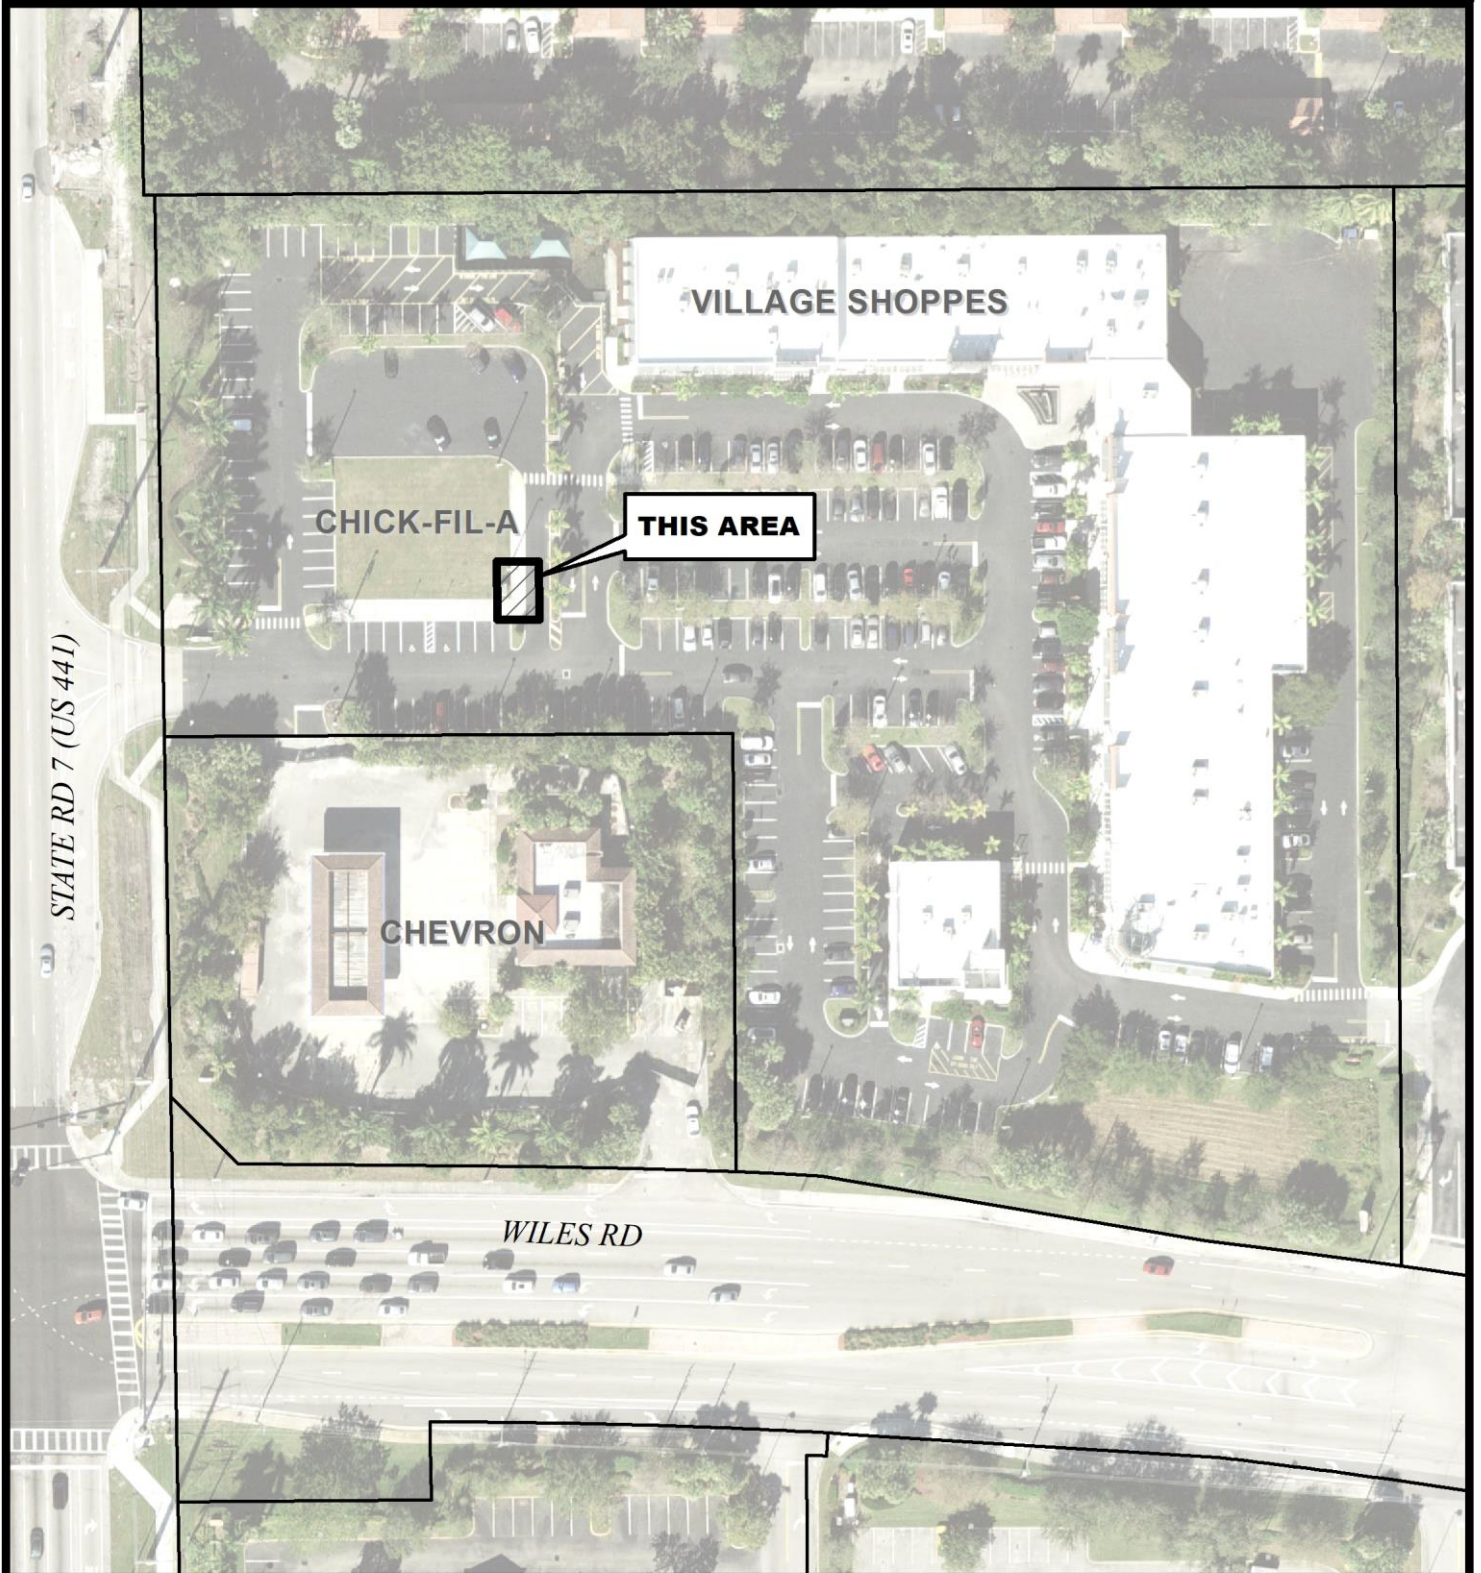 VILLAGE SHOPPES
CHICK-FIL-A
THIS AREA
STATE RD 7 (US 441)
CHEVRON
WILES RD